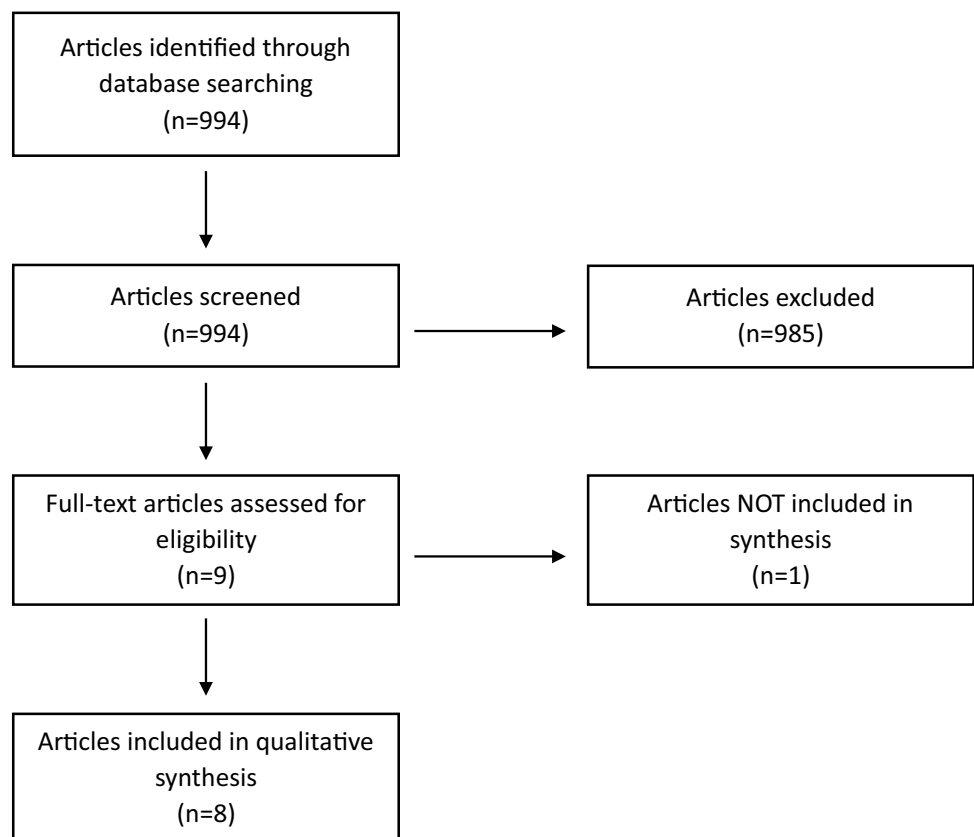 Articles identified through
database searching
(n=994)
Articles screened
(n=994)
Articles excluded
(n=985)
Full-text articles assessed for
eligibility
(n=9)
Articles NOT included in
synthesis
(n=1)
Articles included in qualitative
synthesis
(n=8)